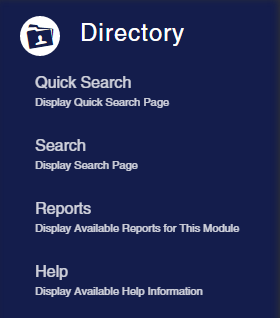 Directory
Quick Search
Display Quick Search Page
Search
Display Search Page
Reports
Display Available Reports for This Module
Help
Display Available Help Information